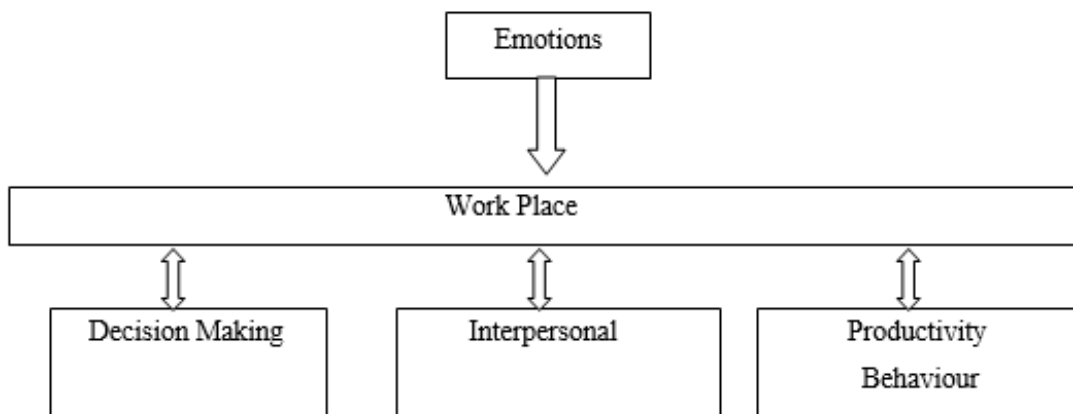 Emotions
Work Place
Decision Making
Interpersonal
Productivity
Behaviour